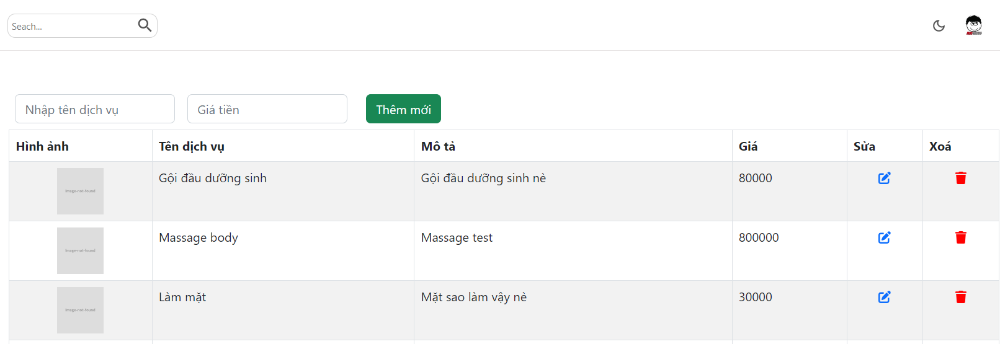 Seach...
Nhập tên dịch vụ Giá tiền Thêm mới
Hình ảnh Tên dịch vụ Mô tả Giá Sửa Xoá
Image-not-found Gội đầu dưỡng sinh Gội đầu dưỡng sinh nè 80000
Image-not-found Massage body Massage test 800000
Image-not-found Làm mặt Mặt sao làm vậy nè 30000